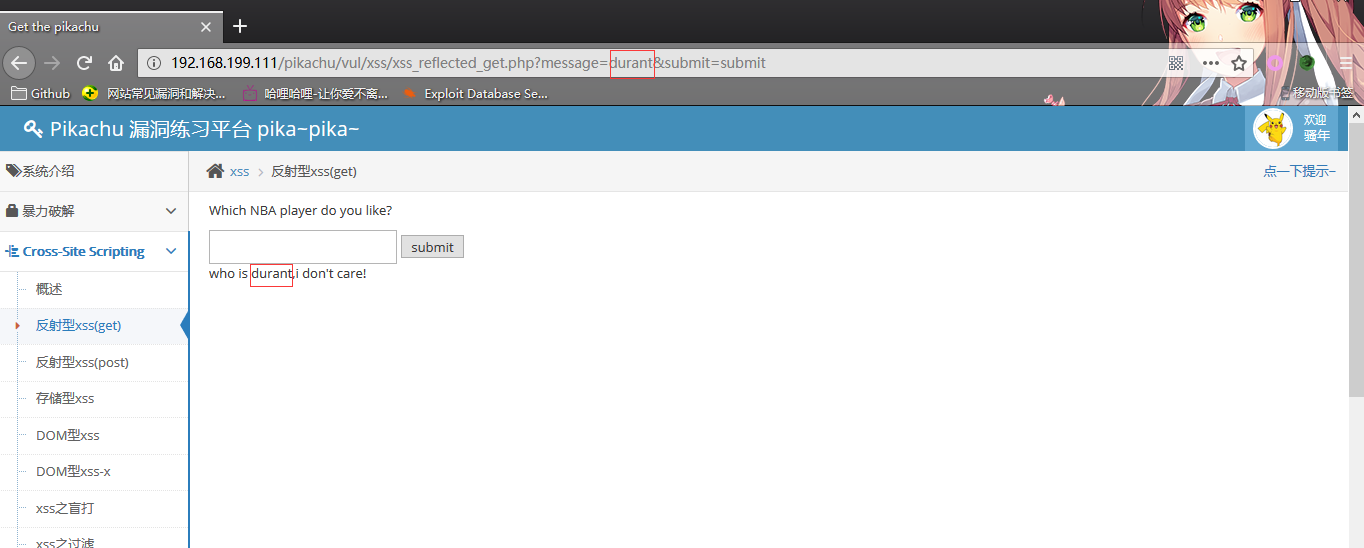 Get the pikachu
192.168.199.111/pikachu/vul/xss/xss_reflected_get.php?message=durant&submit=submit
Github 网站常见漏洞和解决... 哈哩哈哩-让你爱不离... Exploit Database Se... 移动版书签
Pikachu 漏洞练习平台 pika~pika~
欢迎
骚年
系统介绍
xss 反射型xss(get) 点一下提示~
暴力破解
Which NBA player do you like?
Cross-Site Scripting
submit
who is durant,i don't care!
概述
反射型xss(get)
反射型xss(post)
存储型xss
DOM型xss
DOM型xss-x
xss之盲打
xss之过滤